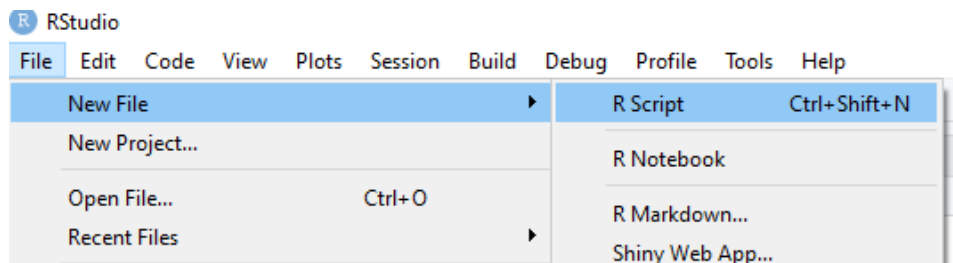 RStudio
File Edit Code View Plots Session Build Debug Profile Tools Help
New File
New Project...
Open File... Ctrl+O
Recent Files
R Script Ctrl+Shift+N
R Notebook
R Markdown...
Shiny Web App...